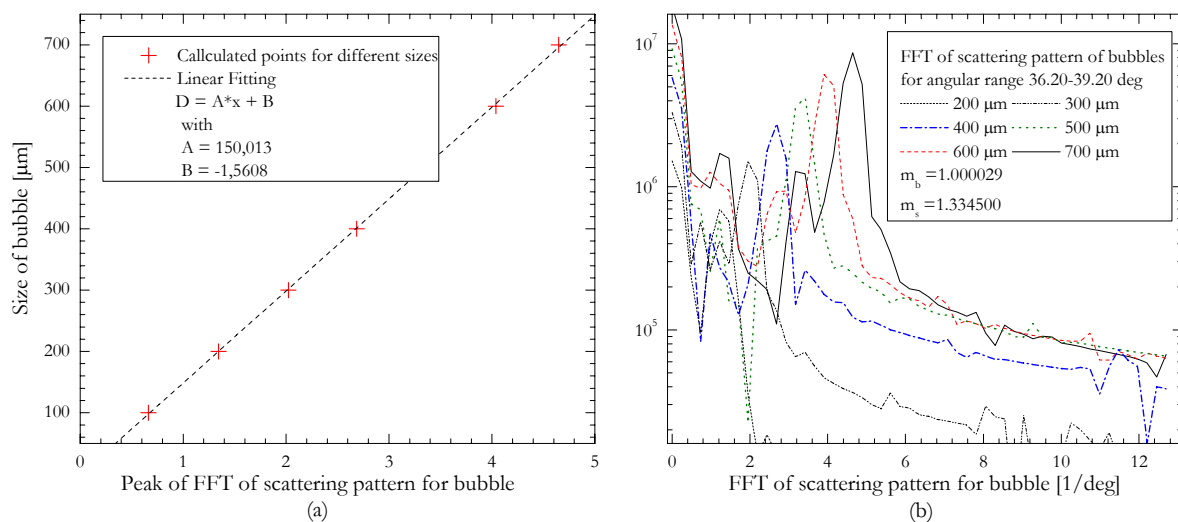 700
600
500
400
300
200
100
0
1
2
3
4
5
Size of bubble [μm]
Callculated points for different sizes
Linear Fitting
D = A*x + B
with
A = 150,013
B = -1,5608
Peak of FFT of scattering pattern for bubble
(a)
10^7
10^6
10^5
0
2
4
6
8
10
12
FFT of scattering pattern of bubbles
for angular range 36.20-39.20 deg
200 μm 300 μm
400 μm 500 μm
600 μm 700 μm
m_b =1.000029
m_s =1.334500
FFT of scattering pattern for bubble [1/deg]
(b)